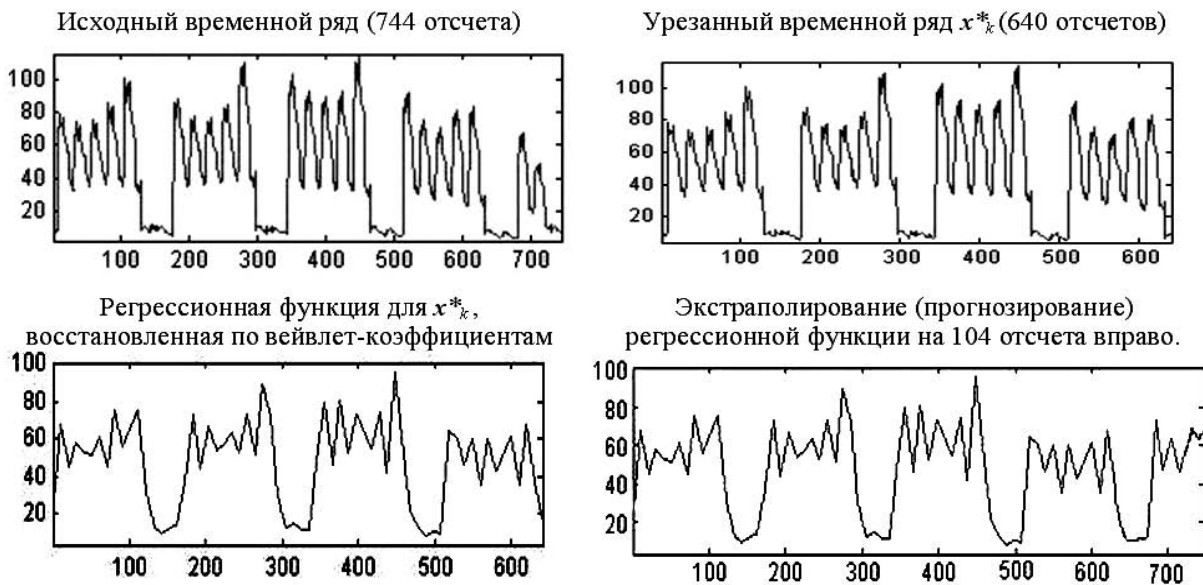 Исходный временной ряд (744 отсчета)
100
80
60
40
20
100 200 300 400 500 600 700
Урезанный временной ряд x*k (640 отсчетов)
100
80
60
40
20
100 200 300 400 500 600
Регрессионная функция для x*k,
восстановленная по вейвлет-коэффициентам
100
80
60
40
20
100 200 300 400 500 600
Экстраполирование (прогнозирование)
регрессионной функции на 104 отсчета вправо.
100
80
60
40
20
100 200 300 400 500 600 700